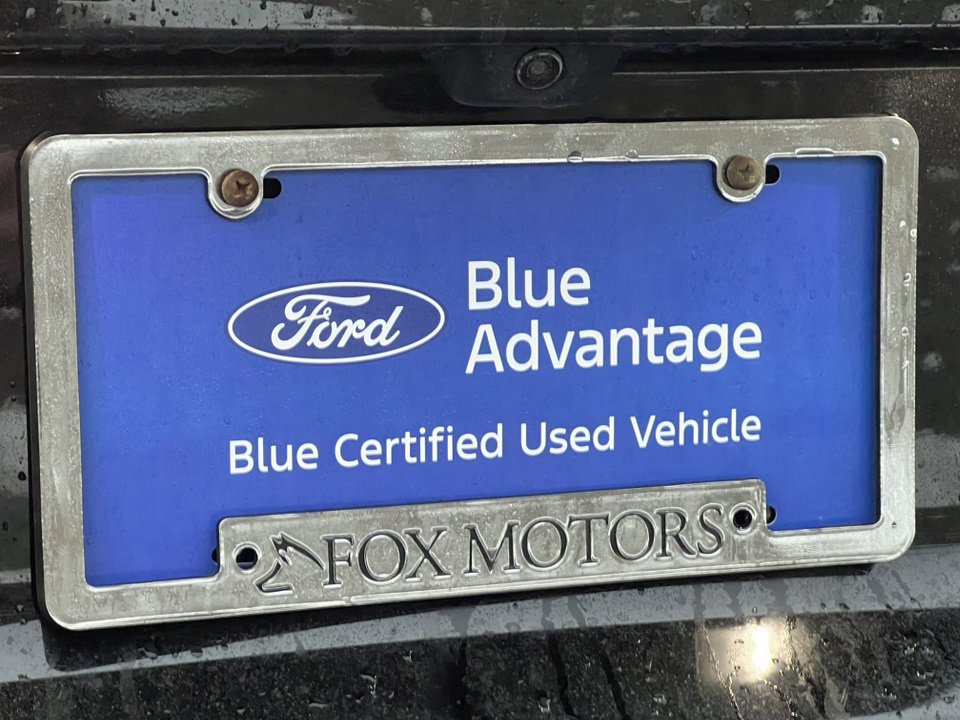 Ford
Blue
Advantage
Blue Certified Used Vehicle
FOX MOTORS